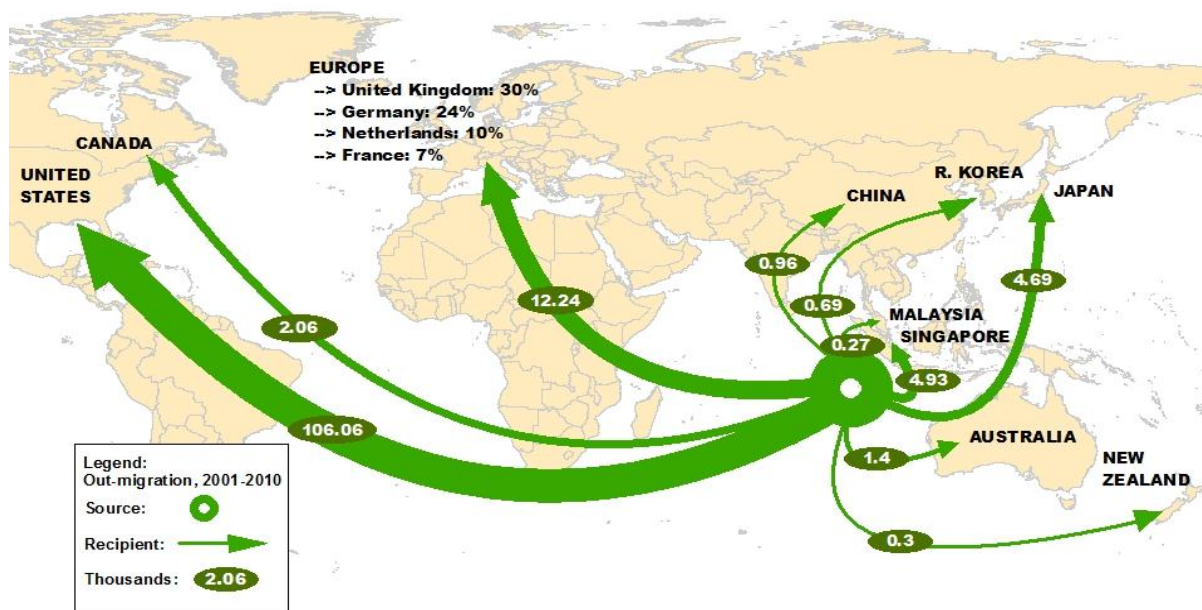 EUROPE
--> United Kingdom: 30%
--> Germany: 24%
--> Netherlands: 10%
--> France: 7%
CANADA
UNITED
STATES
R. KOREA
CHINA
JAPAN
0.96
4.69
12.24
0.69
2.06
MALAYSIA
SINGAPORE
0.27
4.93
106.06
AUSTRALIA
1.4
NEW
ZEALAND
0.3
Legend:
Out-migration, 2001-2010
Source:
Recipient:
Thousands: 2.06